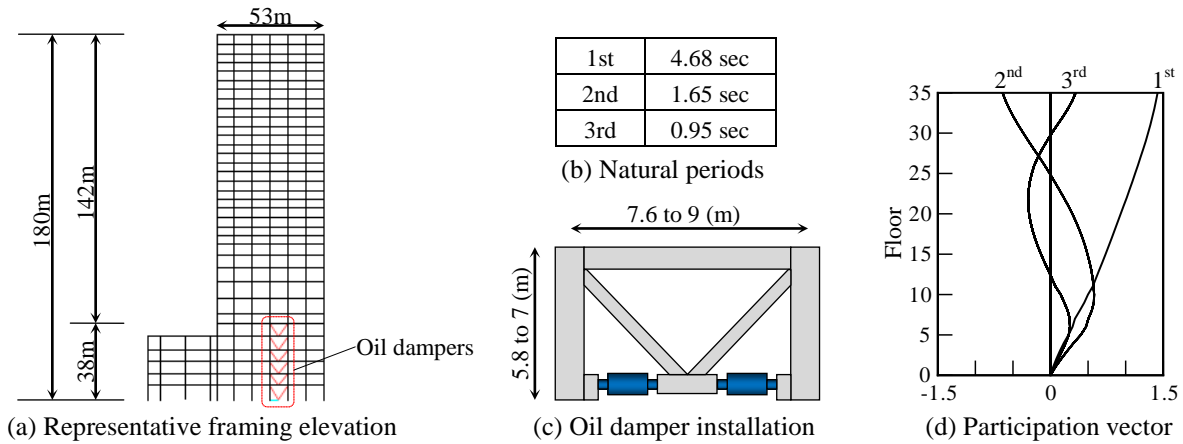 53m
180m
142m
38m
Oil dampers
(a) Representative framing elevation
1st 4.68 sec
2nd 1.65 sec
3rd 0.95 sec
(b) Natural periods
7.6 to 9 (m)
5.8 to 7 (m)
(c) Oil damper installation
2nd 3rd 1st
Floor
35
30
25
20
15
10
5
0
-1.5 0 1.5
(d) Participation vector